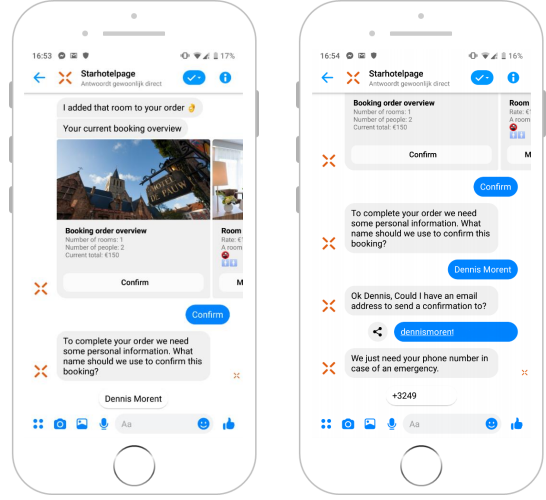 16:53
17%
Starhotelpage
Antwoordt gewoonlijk direct
I added that room to your order 👌
Your current booking overview
HOTEL
DE PAUW
Booking order overview
Number of rooms: 1
Number of people: 2
Current total: €150
Confirm
Room
Rate: €1
A room
M
Confirm
To complete your order we need
some personal information. What
name should we use to confirm this
booking?
Dennis Morent
Aa
16:54
16%
Starhotelpage
Antwoordt gewoonlijk direct
Booking order overview
Number of rooms: 1
Number of people: 2
Current total: €150
Confirm
Room
Rate: €
A room
M
Confirm
To complete your order we need
some personal information. What
name should we use to confirm this
booking?
Dennis Morent
Ok Dennis, Could I have an email
address to send a confirmation to?
dennismorent
We just need your phone number in
case of an emergency.
+3249
Aa